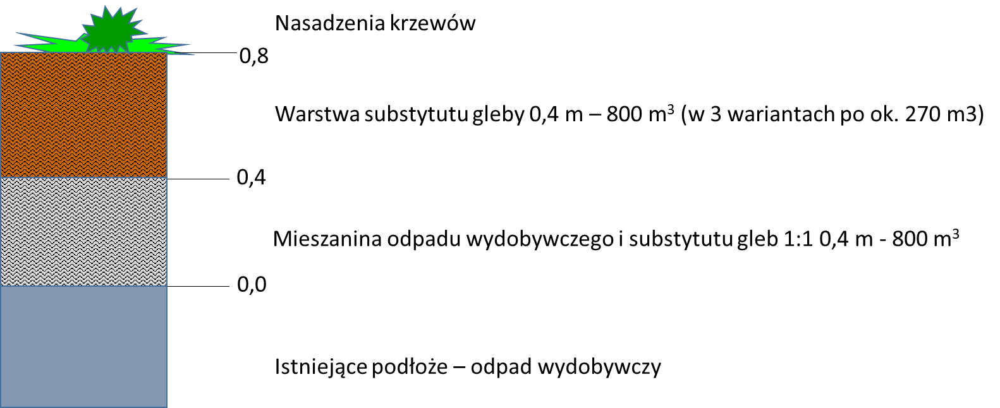 Nasadzenia krzewów
0,8
Warstwa substytutu gleby 0,4 m – 800 m³ (w 3 wariantach po ok. 270 m3)
0,4
Mieszanina odpadu wydobywczego i substytutu gleb 1:1 0,4 m - 800 m³
0,0
Istniejące podłoże – odpad wydobywczy